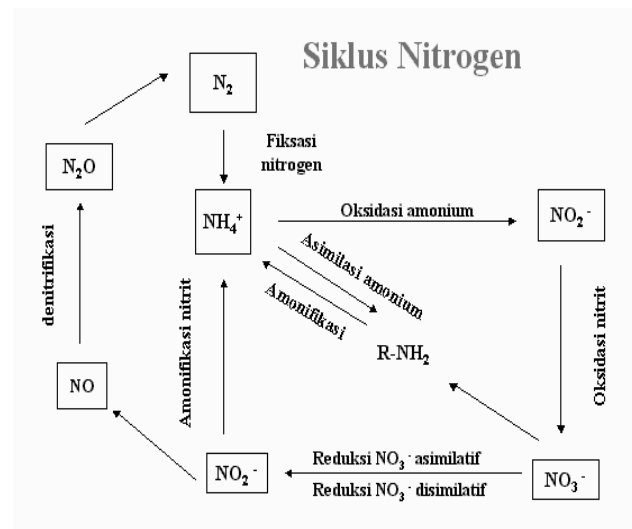 Siklus Nitrogen
N₂
Fiksasi
nitrogen
N₂O
NH₄⁺
Oksidasi amonium
NO₂⁻
denitrifikasi
Amonifikasi nitrit
Asimilasi amonium
Amonifikasi
R-NH₂
Oksidasi nitrit
NO
NO₂⁻
Reduksi NO₃⁻ asimilatif
Reduksi NO₃⁻ disimilatif
NO₃⁻